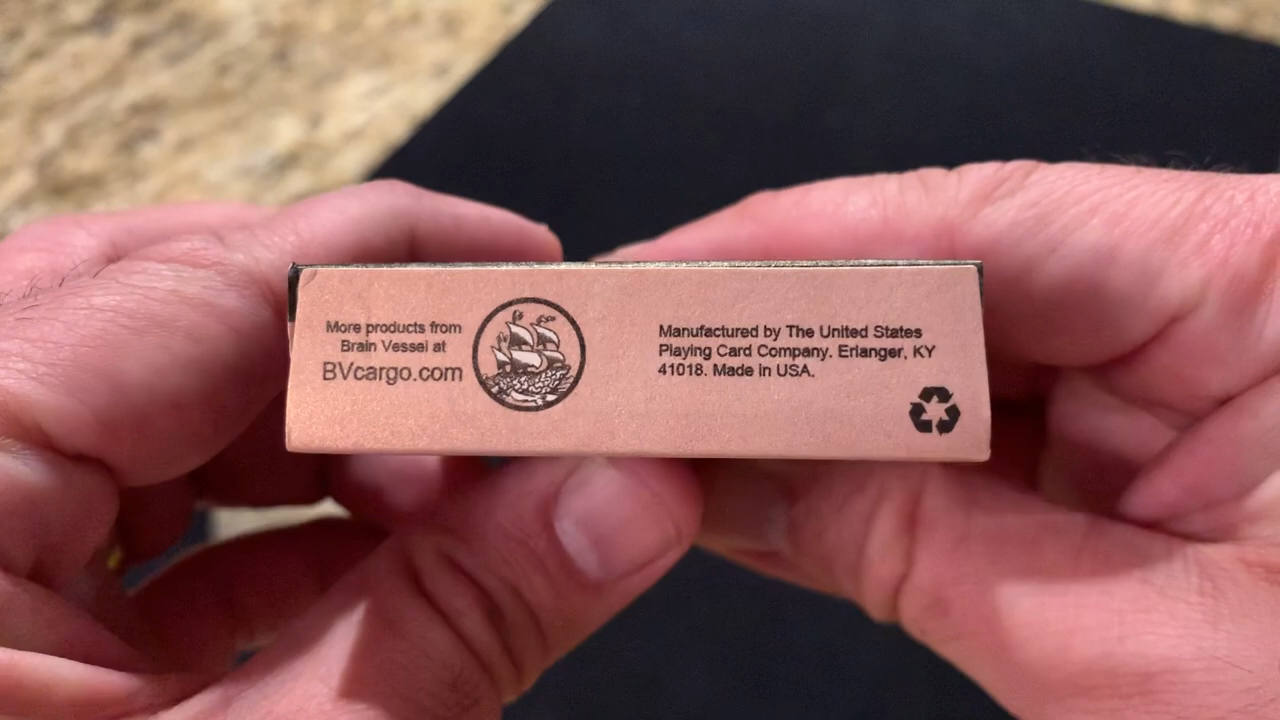 More products from
Brain Vessel at
BVcargo.com
Manufactured by The United States
Playing Card Company. Erlanger, KY
41018. Made in USA.